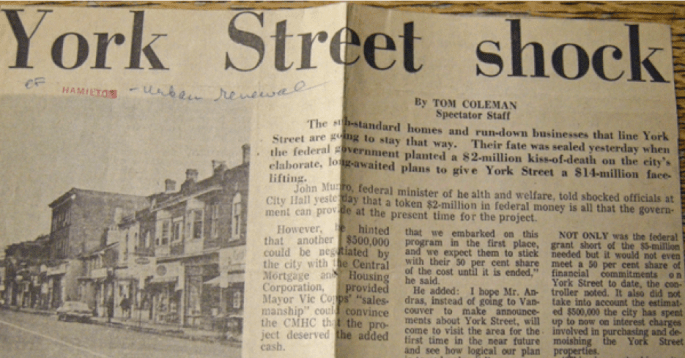 York Street shock
of HAMILTON - urban renewal
By TOM COLEMAN
Spectator Staff
The sub-standard homes and run-down businesses that line York
Street are going to stay that way. Their fate was sealed yesterday when
the federal government planted a $2-million kiss-of-death on the city's
elaborate, long-awaited plans to give York Street a $14-million face-
lifting.
John Munro, federal minister of health and welfare, told shocked officials at
City Hall yesterday that a token $2-million in federal money is all that the govern-
ment can provide at the present time for the project.
However, he hinted
that another $500,000
could be negotiated by
the city with the Central
Mortgage and Housing
Corporation, provided
Mayor Vic Copps' "sales-
manship" could convince
the CMHC that the pro-
ject deserved the added
cash.
that we embarked on this
program in the first place,
and we expect them to stick
with their 50 per cent share
of the cost until it is ended,"
he said.
He added: I hope Mr. An-
dras, instead of going to Van-
couver to make announce-
ments about York Street, will
come to visit the area for the
first time in the near future
and see how logical our plan
NOT ONLY was the federal
grant short of the $5-million
needed but it would not even
meet a 50 per cent share of
financial commitments on
York Street to date, the con-
troller noted. It also did not
take into account the estimat-
ed $500,000 the city has spent
up to now on interest charges
involved in purchasing and de-
moishing the York Street
properties.